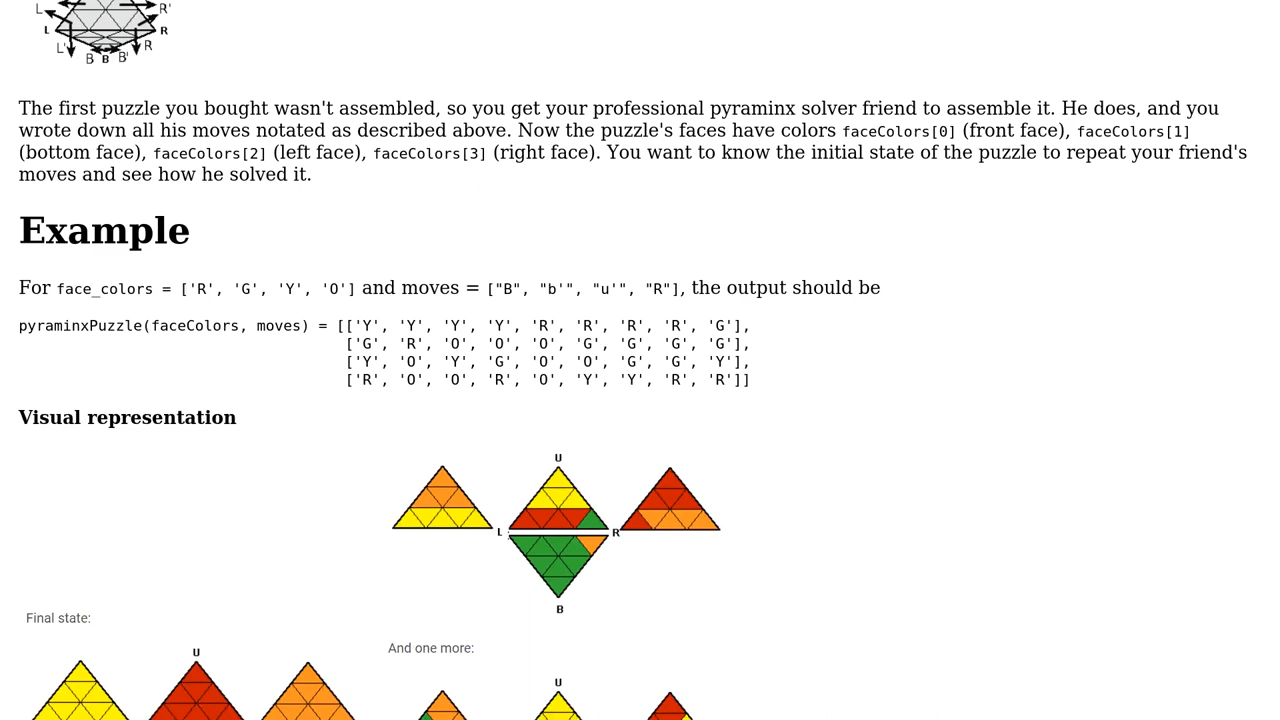 L R'
L R
L' R
B B B'
The first puzzle you bought wasn't assembled, so you get your professional pyraminx solver friend to assemble it. He does, and you
wrote down all his moves notated as described above. Now the puzzle's faces have colors faceColors[0] (front face), faceColors[1]
(bottom face), faceColors[2] (left face), faceColors[3] (right face). You want to know the initial state of the puzzle to repeat your friend's
moves and see how he solved it.
Example
For face_colors = ['R', 'G', 'Y', 'O'] and moves = ["B", "b'", "u'", "R"], the output should be
pyraminxPuzzle(faceColors, moves) = [['Y', 'Y', 'Y', 'Y', 'R', 'R', 'R', 'R', 'G'],
['G', 'R', 'O', 'O', 'O', 'G', 'G', 'G', 'G'],
['Y', 'O', 'Y', 'G', 'O', 'O', 'G', 'G', 'Y'],
['R', 'O', 'O', 'R', 'O', 'Y', 'Y', 'R', 'R']]
Visual representation
U
L R
B
Final state:
And one more:
U
U